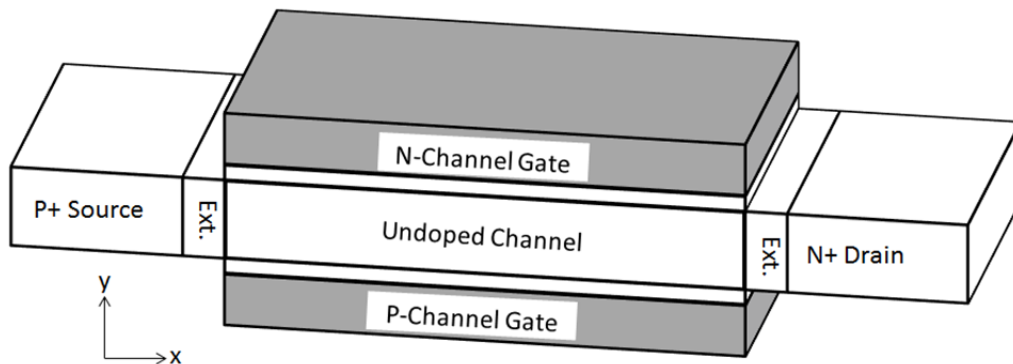 N-Channel Gate
P+ Source
Ext.
Undoped Channel
Ext.
N+ Drain
P-Channel Gate
y
x